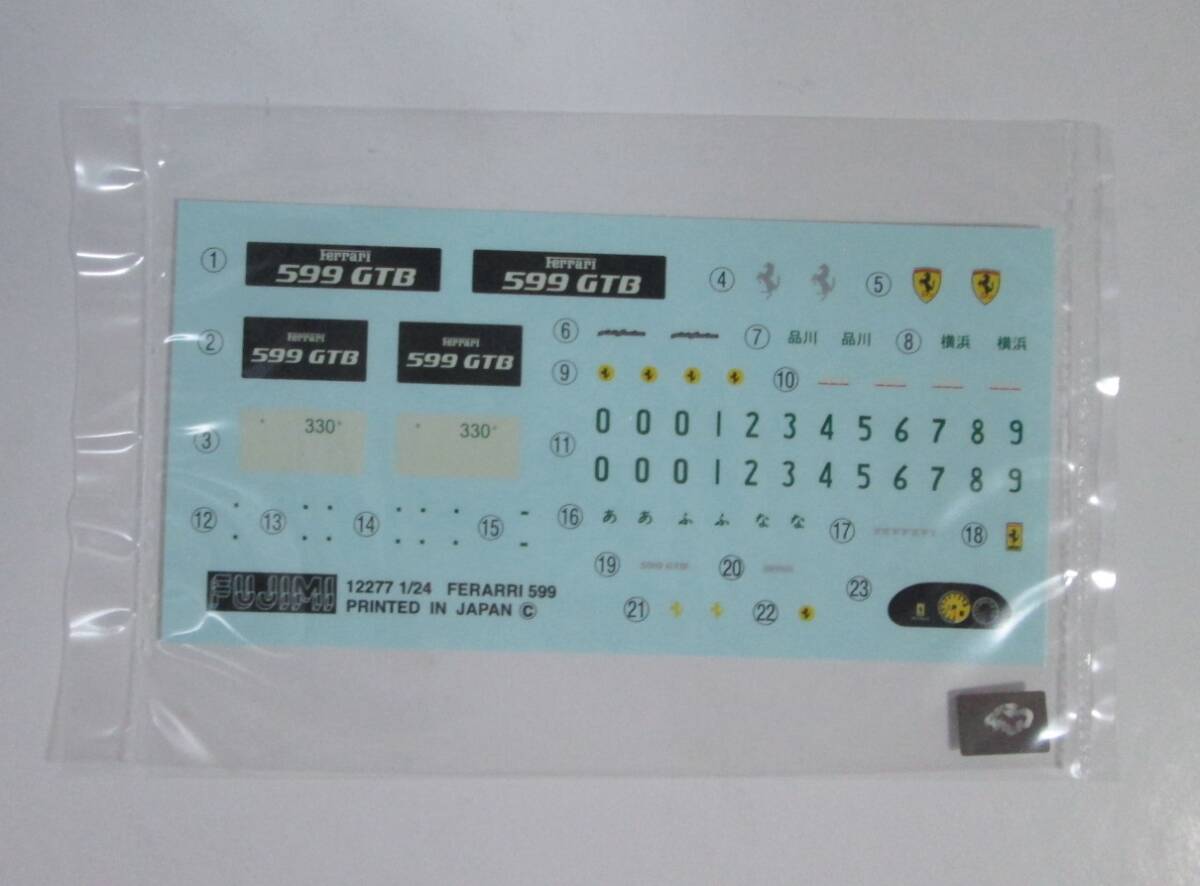 ① Ferrari 599 GTB Ferrari 599 GTB ④ ⑤
② Ferrari 599 GTB Ferrari 599 GTB ⑥ ⑦ 品川 品川 ⑧ 横浜 横浜
⑨ ⑩
③ 330 330 ⑪ 0 0 0 1 2 3 4 5 6 7 8 9
0 0 0 1 2 3 4 5 6 7 8 9
⑫ ⑬ ⑭ ⑮ ⑯ あ あ ふ ふ な な ⑰ ⑱
⑲ 599 GTB ⑳ ㉓
FUJIMI 12277 1/24 FERARRI 599
PRINTED IN JAPAN © ㉑ ㉒